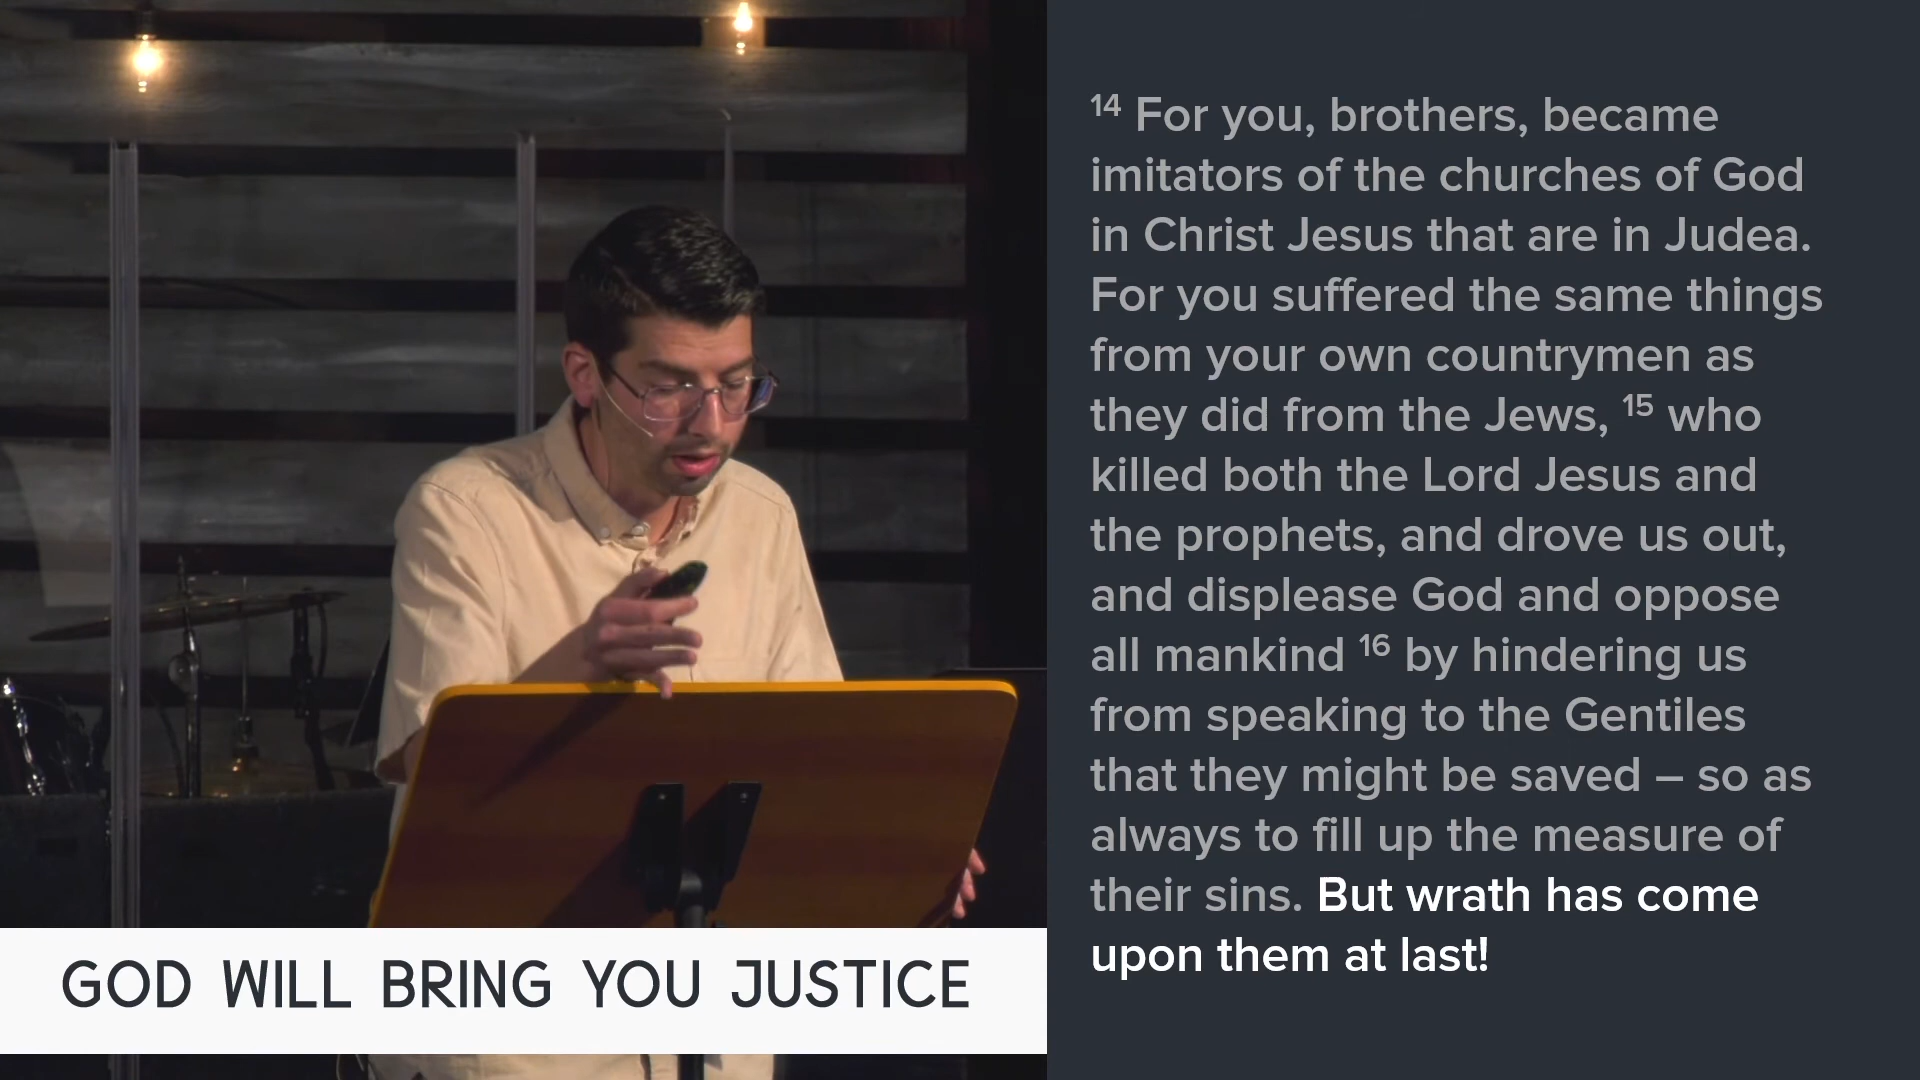 14 For you, brothers, became
imitators of the churches of God
in Christ Jesus that are in Judea.
For you suffered the same things
from your own countrymen as
they did from the Jews, 15 who
killed both the Lord Jesus and
the prophets, and drove us out,
and displease God and oppose
all mankind 16 by hindering us
from speaking to the Gentiles
that they might be saved – so as
always to fill up the measure of
their sins. But wrath has come
upon them at last!
GOD WILL BRING YOU JUSTICE